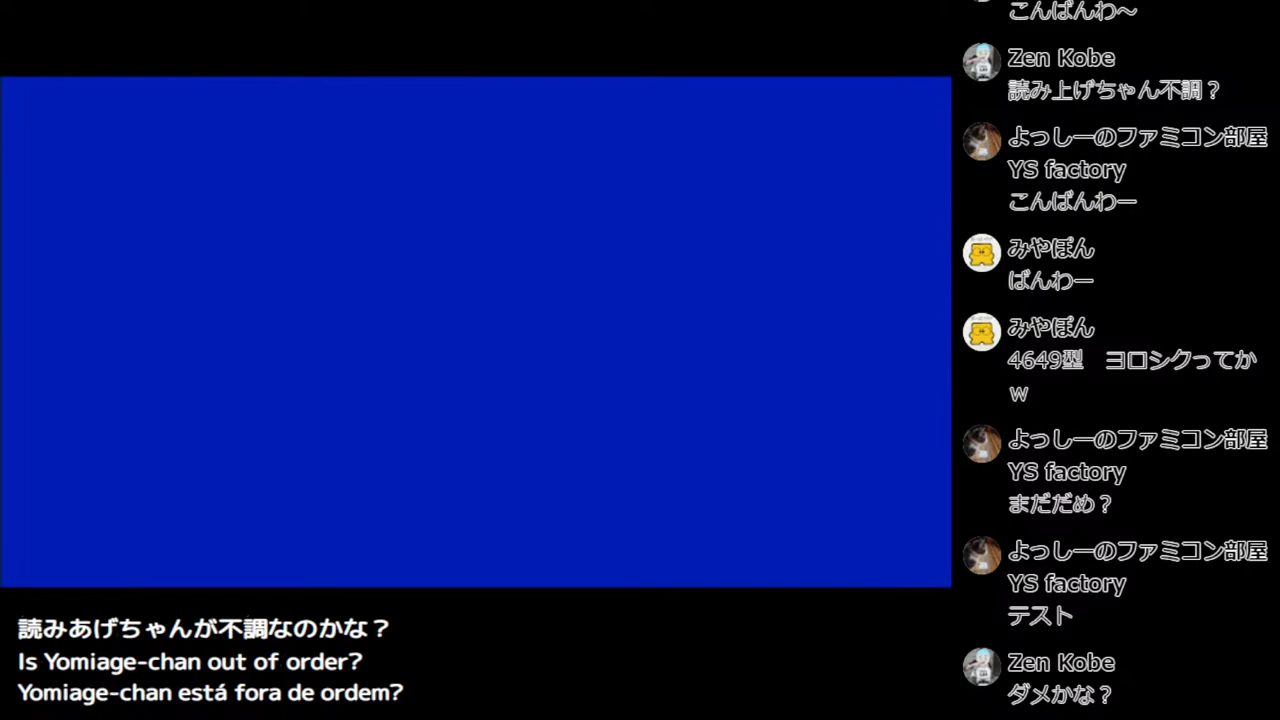 こんばんわ～
Zen Kobe
読み上げちゃん不調？
よっしーのファミコン部屋
YS factory
こんばんわー
みやぽん
ばんわー
みやぽん
4649型　ヨロシクってか
w
よっしーのファミコン部屋
YS factory
まだだめ？
よっしーのファミコン部屋
YS factory
テスト
Zen Kobe
ダメかな？
読みあげちゃんが不調なのかな？
Is Yomiage-chan out of order?
Yomiage-chan está fora de ordem?